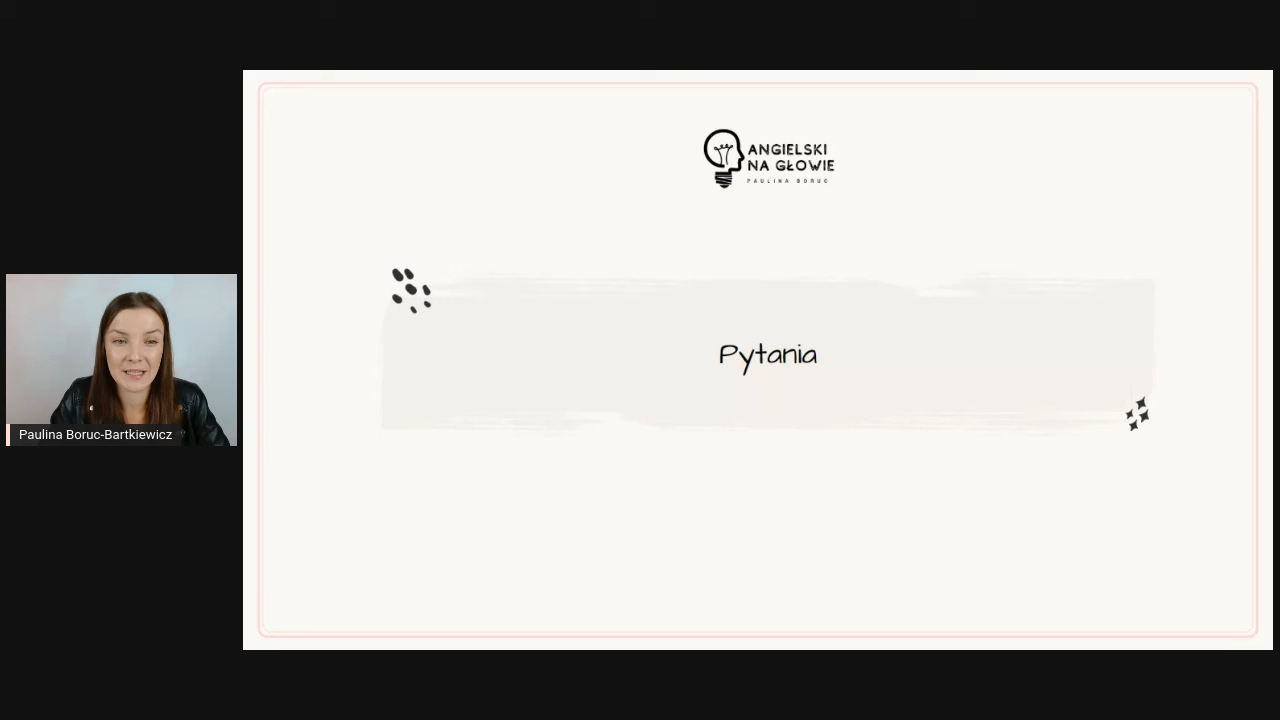 ANGIELSKI
NA GŁOWIE
PAULINA BORUC
Pytania
Paulina Boruc-Bartkiewicz